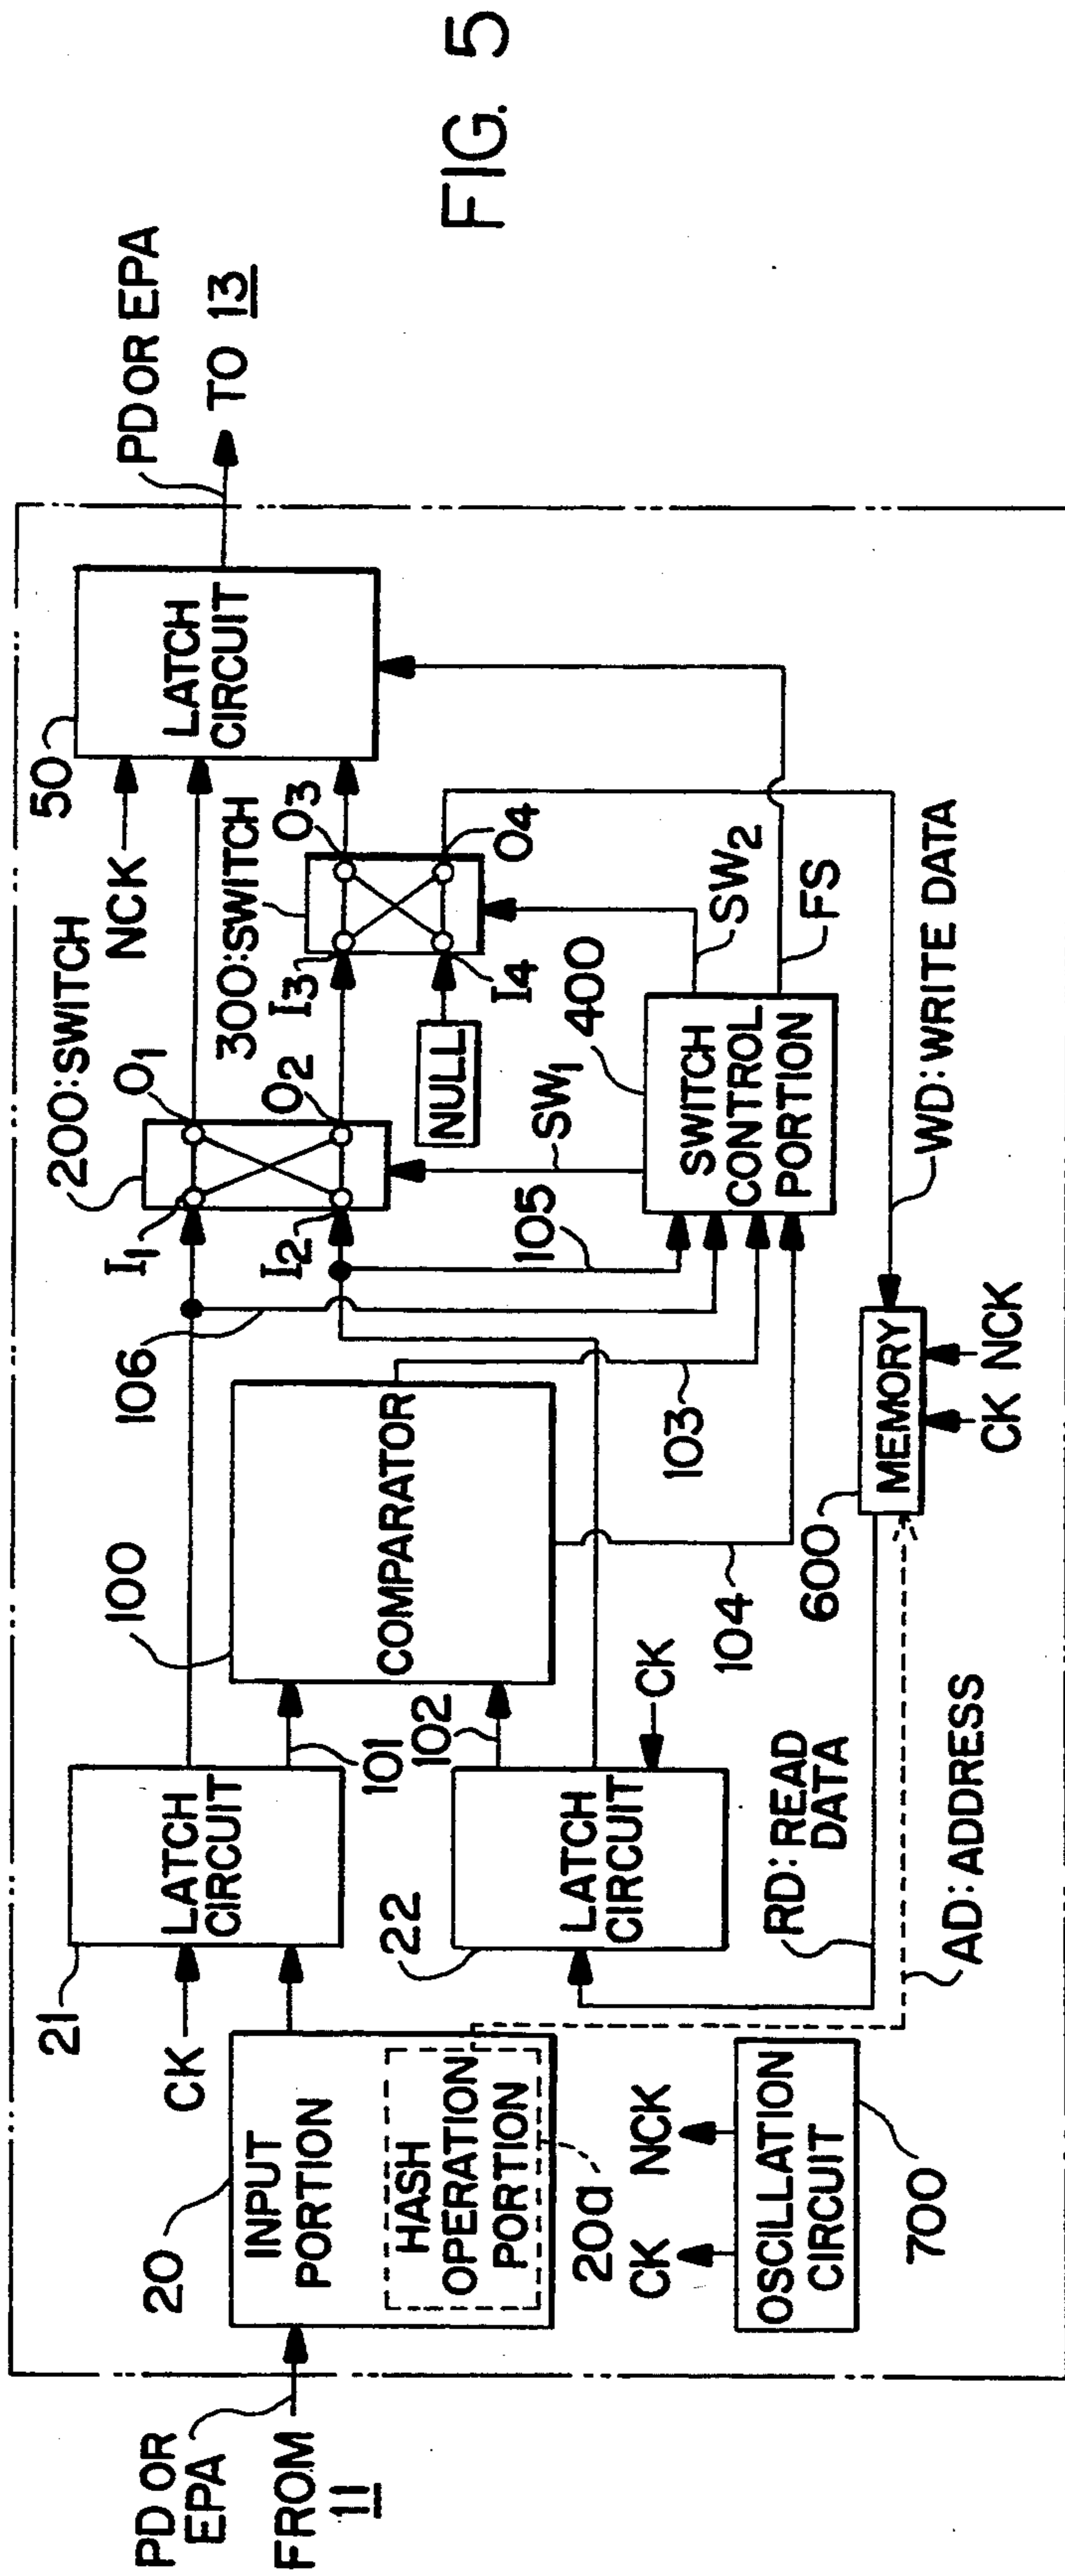 FIG. 5
PD OR
EPA
FROM
11
20
INPUT
PORTION
HASH
OPERATION
PORTION
20a
CK
NCK
OSCILLATION
CIRCUIT
700
21
CK
LATCH
CIRCUIT
101
22
LATCH
CIRCUIT
CK
102
RD: READ
DATA
AD: ADDRESS
100
COMPARATOR
103
104
106
105
600
MEMORY
CK NCK
WD: WRITE DATA
200: SWITCH
I1
O1
I2
O2
SW1
400
SWITCH
CONTROL
PORTION
SW2
FS
300: SWITCH
I3
O3
I4
O4
NULL
NCK
50
LATCH
CIRCUIT
PD OR EPA
TO 13